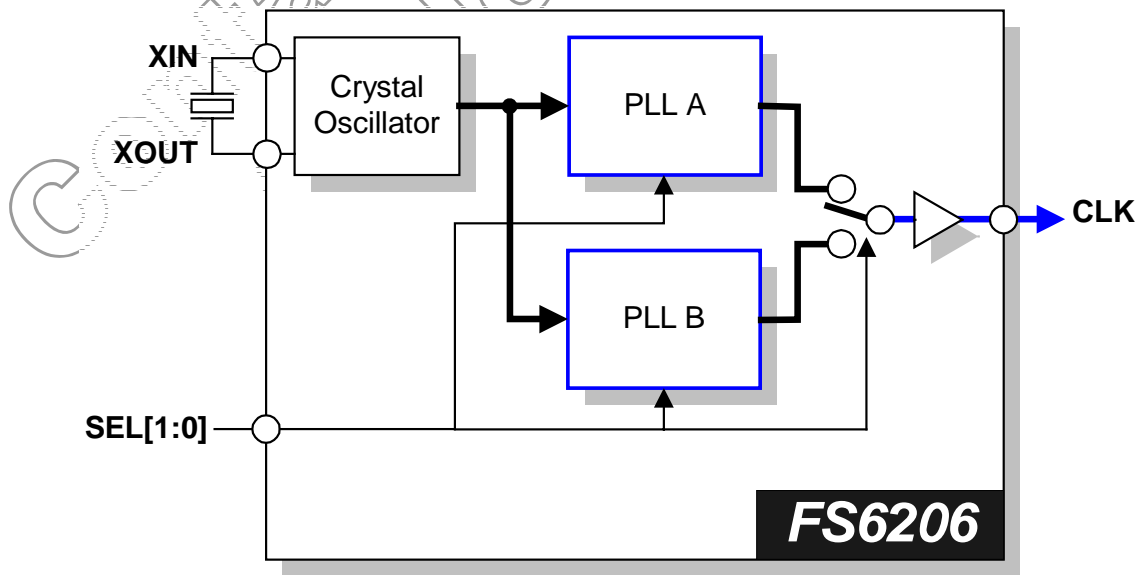 XIN
XOUT
Crystal
Oscillator
PLL A
PLL B
CLK
SEL[1:0]
FS6206